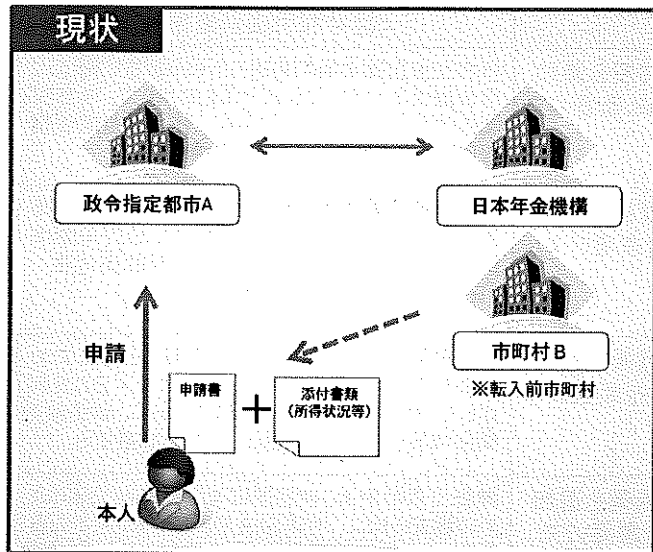 現状
政令指定都市A
日本年金機構
市町村B
※転入前市町村
申請
申請書
+
添付書類
(所得状況等)
本人